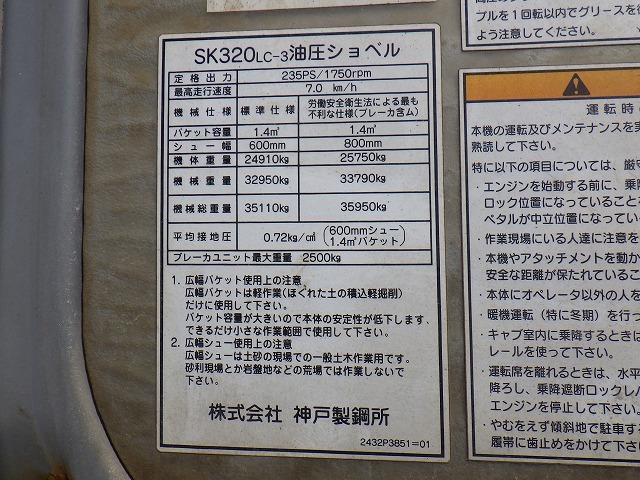 SK320LC-3油圧ショベル
定格出力 235PS/1750rpm
最高走行速度 7.0 km/h
機械仕様 標準仕様 労働安全衛生法による最も不利な仕様(ブレーカ含ム)
バケット容量 1.4㎥ 1.4㎥
シュー幅 600mm 800mm
機体重量 24910kg 25750kg
機械重量 32950kg 33790kg
機械総重量 35110kg 35950kg
平均接地圧 0.72kg/c㎡ (600mmシュー 1.4㎥バケット)
ブレーカユニット最大重量 2500kg
1. 広幅バケット使用上の注意
広幅バケットは軽作業(ほぐれた土の積込軽掘削)
だけに使用して下さい。
バケット容量が大きいので本体の安定性が低下します、
できるだけ小さな作業範囲で使用して下さい。
2. 広幅シュー使用上の注意
広幅シューは土砂の現場での一般土木作業用です。
砂利現場とか岩盤地などの荒場では作業しないで
下さい。
株式会社 神戸製鋼所
2432P3851=01
プルを1回転以内でグリースを
よう注意してください。
運転時
本機の運転及びメンテナンスを
熟読して下さい。
特に以下の項目については、厳
・エンジンを始動する前に、乗降
ロック位置になっていること
ペタルが中立位置になってい
・作業現場にいる人達に注意を
・本機やアタッチメントを動か
安全な距離が保たれているこ
・本体にオペレータ以外の人を
・暖機運転(特に冬期)を行っ
・キャブ室内に乗降するときは
レールを使って下さい。
・運転席を離れるときは、水平
降ろし、乗降遮断ロックレバ
エンジンを停止して下さい。
・やむをえず傾斜地で駐車する
履帯に歯止めをかけて下さ